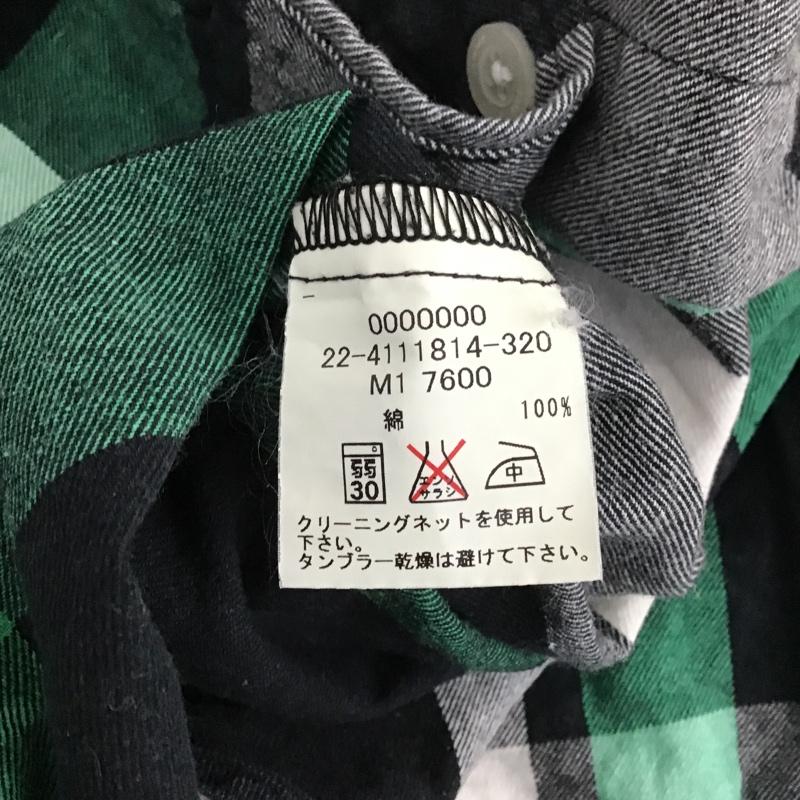 0000000
22-4111814-320
M1 7600
綿 100%
弱
30
エンソ
サラシ
中
クリーニングネットを使用して
下さい。
タンブラー乾燥は避けて下さい。